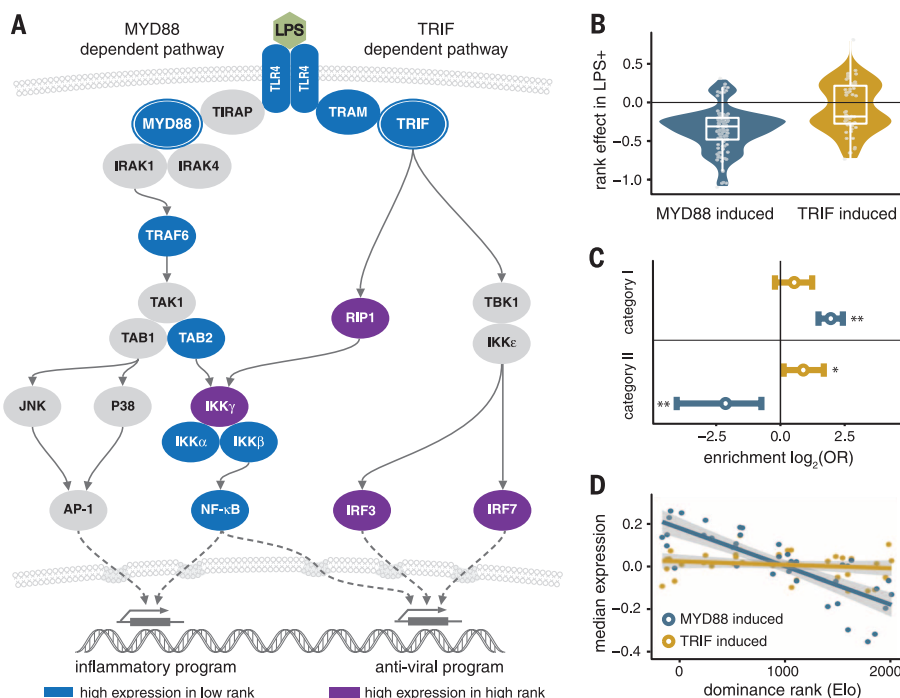 A
MYD88
dependent pathway
LPS
TRIF
dependent pathway
TLR4
TLR4
TIRAP
TRAM
MYD88
TRIF
IRAK1
IRAK4
TRAF6
TAK1
TAB1
TAB2
RIP1
TBK1
IKKε
JNK
P38
IKKγ
IKKα
IKKβ
AP-1
NF-κB
IRF3
IRF7
inflammatory program
anti-viral program
high expression in low rank
high expression in high rank
B
rank effect in LPS+
0.5
0.0
−0.5
−1.0
MYD88 induced
TRIF induced
C
category I
category II
**
*
**
−2.5
0.0
2.5
enrichment log₂(OR)
D
median expression
0.2
0.0
−0.2
−0.4
MYD88 induced
TRIF induced
0
1000
2000
dominance rank (Elo)